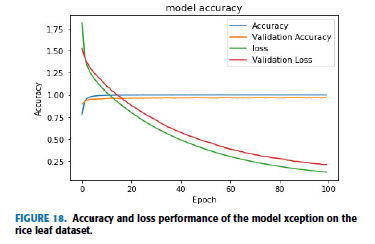 model accuracy
Accuracy
Validation Accuracy
loss
Validation Loss
1.75
1.50
1.25
1.00
0.75
0.50
0.25
Accuracy
0
20
40
60
80
100
Epoch
FIGURE 18. Accuracy and loss performance of the model xception on the
rice leaf dataset.